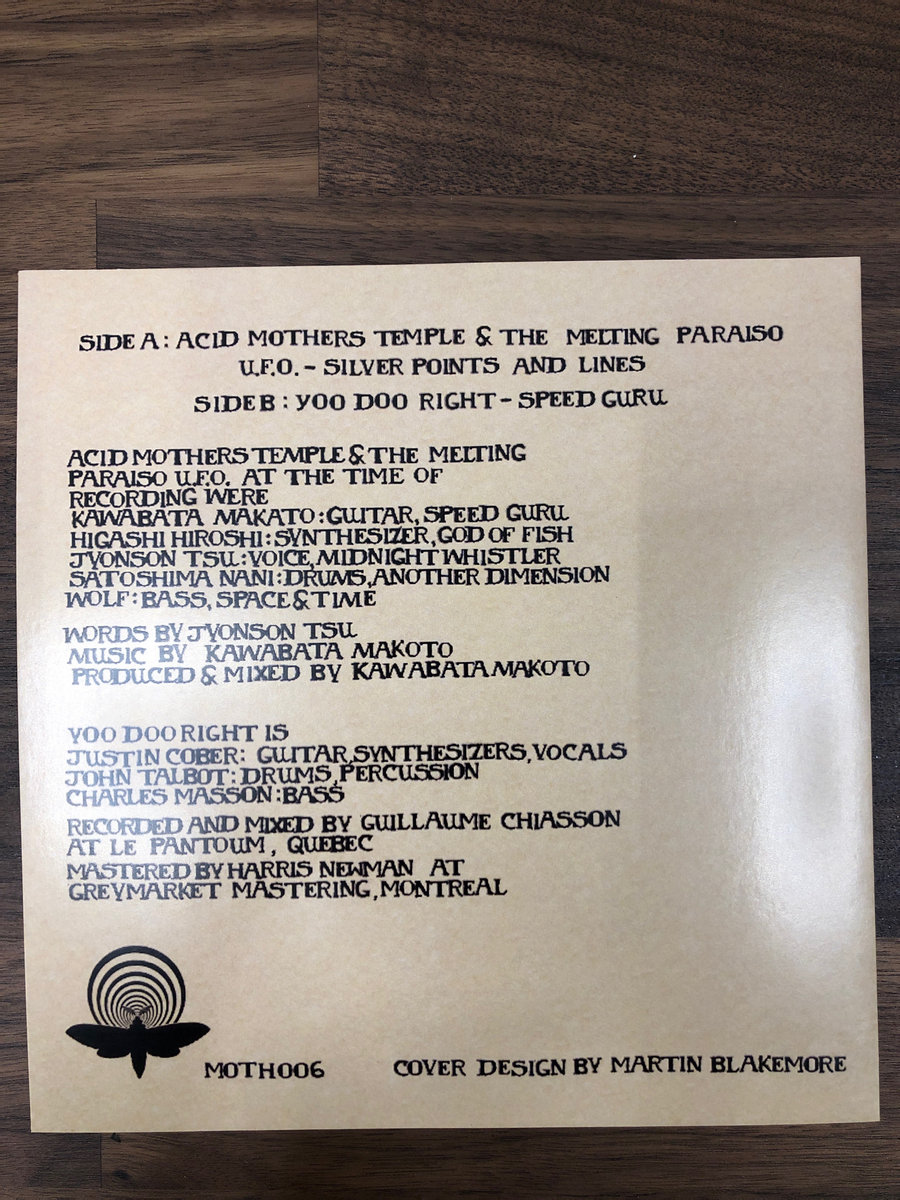 SIDE A: ACID MOTHERS TEMPLE & THE MELTING PARAISO
U.F.O. - SILVER POINTS AND LINES
SIDE B: YOO DOO RIGHT - SPEED GURU
ACID MOTHERS TEMPLE & THE MELTING
PARAISO U.F.O. AT THE TIME OF
RECORDING WERE
KAWABATA MAKATO: GUITAR, SPEED GURU
HIGASHI HIROSHI: SYNTHESIZER, GOD OF FISH
JYONSON TSU: VOICE, MIDNIGHT WHISTLER
SATOSHIMA NANI: DRUMS, ANOTHER DIMENSION
WOLF: BASS, SPACE & TIME
WORDS BY JYONSON TSU
MUSIC BY KAWABATA MAKOTO
PRODUCED & MIXED BY KAWABATA MAKOTO
YOO DOO RIGHT IS
JUSTIN COBER: GUITAR, SYNTHESIZERS, VOCALS
JOHN TALBOT: DRUMS, PERCUSSION
CHARLES MASSON: BASS
RECORDED AND MIXED BY GUILLAUME CHIASSON
AT LE PANTOUM, QUEBEC
MASTERED BY HARRIS NEWMAN AT
GREYMARKET MASTERING, MONTREAL
MOTH006 COVER DESIGN BY MARTIN BLAKEMORE